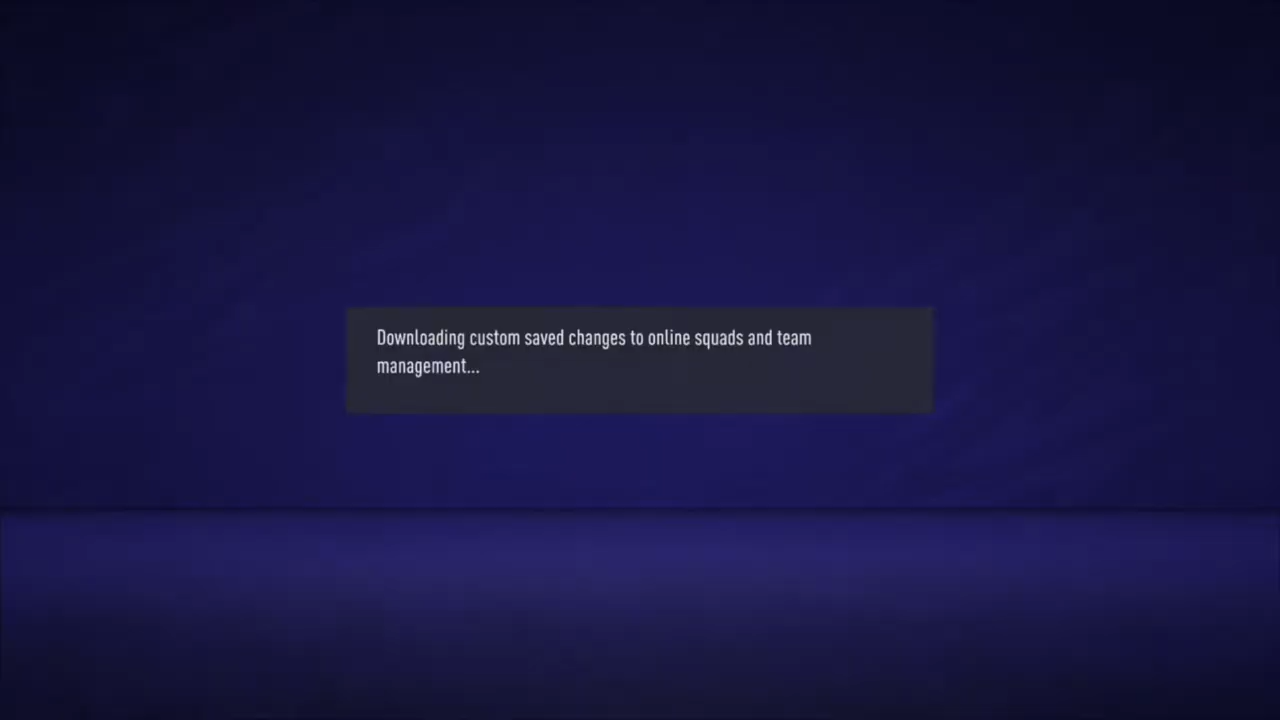 Downloading custom saved changes to online squads and team
management...